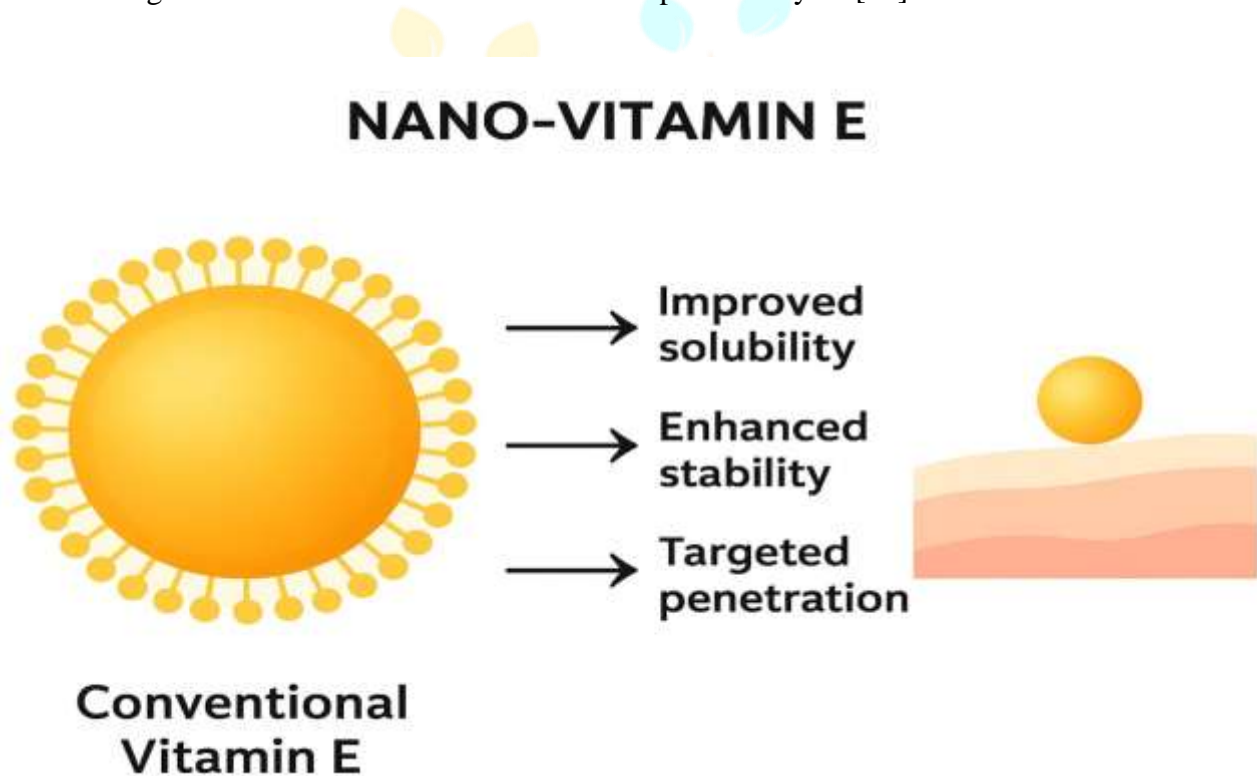 NANO-VITAMIN E
Improved
solubility
Enhanced
stability
Targeted
penetration
Conventional
Vitamin E